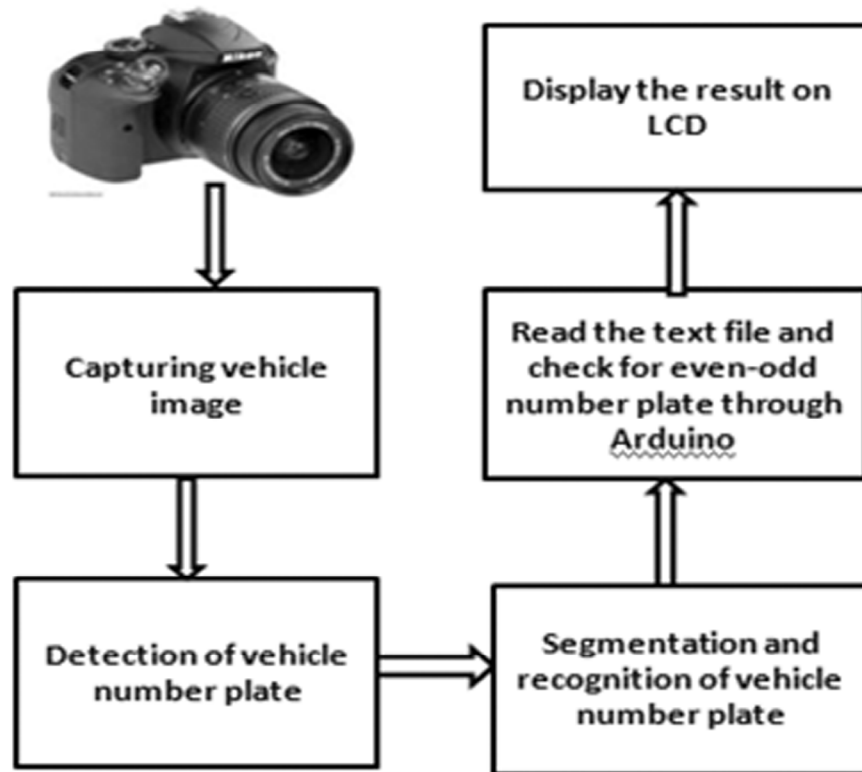 Nikon
Capturing vehicle
image
Detection of vehicle
number plate
Segmentation and
recognition of vehicle
number plate
Read the text file and
check for even-odd
number plate through
Arduino
Display the result on
LCD